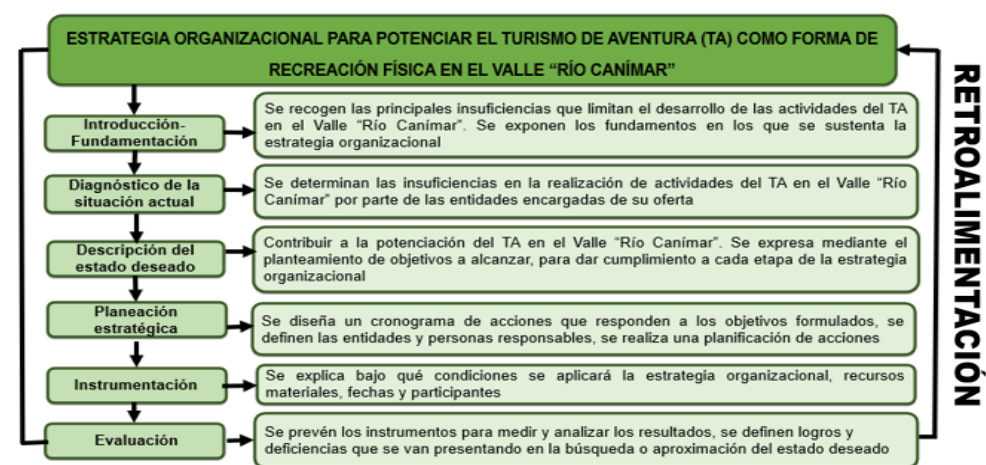 ESTRATEGIA ORGANIZACIONAL PARA POTENCIAR EL TURISMO DE AVENTURA (TA) COMO FORMA DE
RECREACIÓN FÍSICA EN EL VALLE “RÍO CANÍMAR”
Introducción-
Fundamentación
Se recogen las principales insuficiencias que limitan el desarrollo de las actividades del TA
en el Valle “Río Canímar”. Se exponen los fundamentos en los que se sustenta la
estrategia organizacional
Diagnóstico de la
situación actual
Se determinan las insuficiencias en la realización de actividades del TA en el Valle “Río
Canímar” por parte de las entidades encargadas de su oferta
Descripción del
estado deseado
Contribuir a la potenciación del TA en el Valle “Río Canímar”. Se expresa mediante el
planteamiento de objetivos a alcanzar, para dar cumplimiento a cada etapa de la estrategia
organizacional
Planeación
estratégica
Se diseña un cronograma de acciones que responden a los objetivos formulados, se
definen las entidades y personas responsables, se realiza una planificación de acciones
Instrumentación
Se explica bajo qué condiciones se aplicará la estrategia organizacional, recursos
materiales, fechas y participantes
Evaluación
Se prevén los instrumentos para medir y analizar los resultados, se definen logros y
deficiencias que se van presentando en la búsqueda o aproximación del estado deseado
RETROALIMENTACIÓN